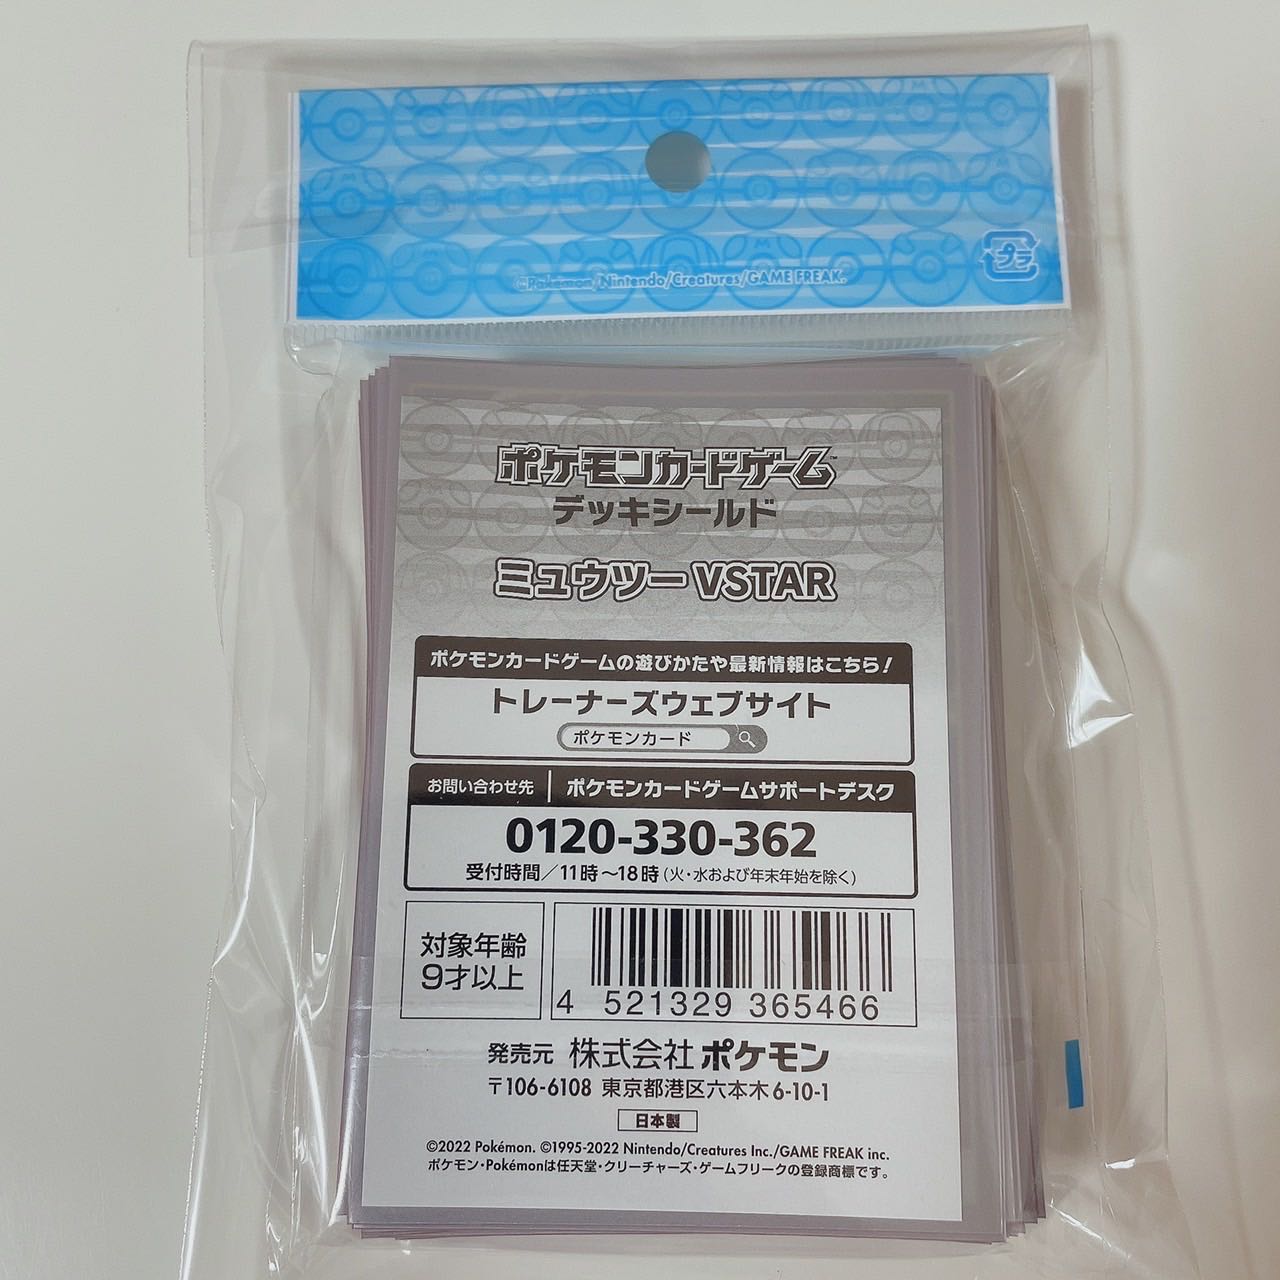 プラ
©Pokémon/Nintendo/Creatures/GAME FREAK.
ポケモンカードゲーム™
デッキシールド
ミュウツー VSTAR
ポケモンカードゲームの遊びかたや最新情報はこちら!
トレーナーズウェブサイト
ポケモンカード
お問い合わせ先 | ポケモンカードゲームサポートデスク
0120-330-362
受付時間/11時～18時(火・水および年末年始を除く)
対象年齢
9才以上
4 521329 365466
発売元 株式会社ポケモン
〒106-6108 東京都港区六本木6-10-1
日本製
©2022 Pokémon. ©1995-2022 Nintendo/Creatures Inc./GAME FREAK inc.
ポケモン・Pokémonは任天堂・クリーチャーズ・ゲームフリークの登録商標です。